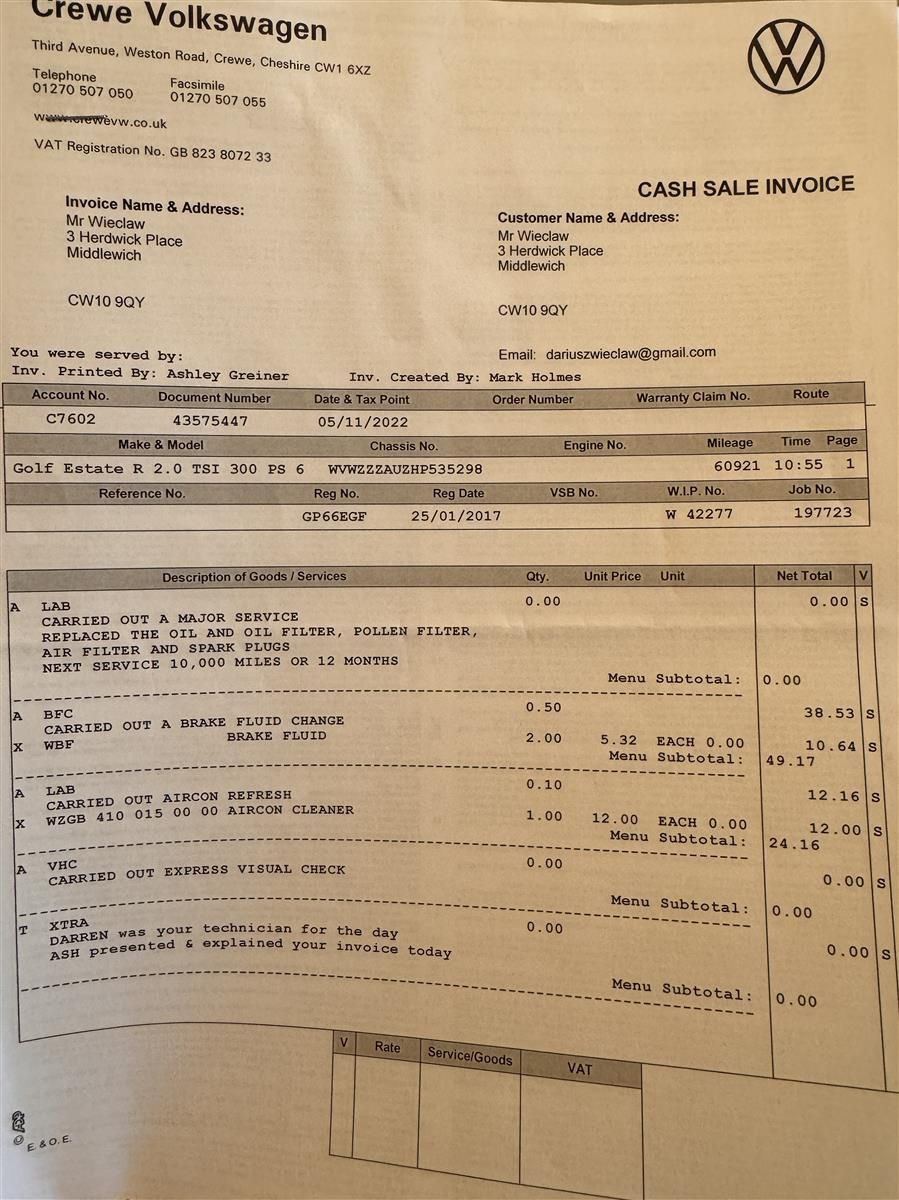 Crewe Volkswagen
Third Avenue, Weston Road, Crewe, Cheshire CW1 6XZ
Telephone Facsimile
01270 507 050 01270 507 055
www.crewevw.co.uk
VAT Registration No. GB 823 8072 33
CASH SALE INVOICE
Invoice Name & Address:
Mr Wieclaw
3 Herdwick Place
Middlewich
CW10 9QY
Customer Name & Address:
Mr Wieclaw
3 Herdwick Place
Middlewich
CW10 9QY
You were served by:
Email: dariuszwieclaw@gmail.com
Inv. Printed By: Ashley Greiner Inv. Created By: Mark Holmes
Account No. Document Number Date & Tax Point Order Number Warranty Claim No. Route
C7602 43575447 05/11/2022
Make & Model Chassis No. Engine No. Mileage Time Page
Golf Estate R 2.0 TSI 300 PS 6 WVWZZZAUZHP535298 60921 10:55 1
Reference No. Reg No. Reg Date VSB No. W.I.P. No. Job No.
GP66EGF 25/01/2017 W 42277 197723
Description of Goods / Services Qty. Unit Price Unit Net Total V
A LAB 0.00 0.00 S
CARRIED OUT A MAJOR SERVICE
REPLACED THE OIL AND OIL FILTER, POLLEN FILTER,
AIR FILTER AND SPARK PLUGS
NEXT SERVICE 10,000 MILES OR 12 MONTHS
Menu Subtotal: 0.00
A BFC 0.50 38.53 S
CARRIED OUT A BRAKE FLUID CHANGE
X WBF BRAKE FLUID 2.00 5.32 EACH 0.00 10.64 S
Menu Subtotal: 49.17
A LAB 0.10 12.16 S
CARRIED OUT AIRCON REFRESH
X WZGB 410 015 00 00 AIRCON CLEANER 1.00 12.00 EACH 0.00 12.00 S
Menu Subtotal: 24.16
A VHC 0.00 0.00 S
CARRIED OUT EXPRESS VISUAL CHECK
Menu Subtotal: 0.00
T XTRA 0.00 0.00 S
DARREN was your technician for the day
ASH presented & explained your invoice today
Menu Subtotal: 0.00
V Rate Service/Goods VAT
E. & O. E.